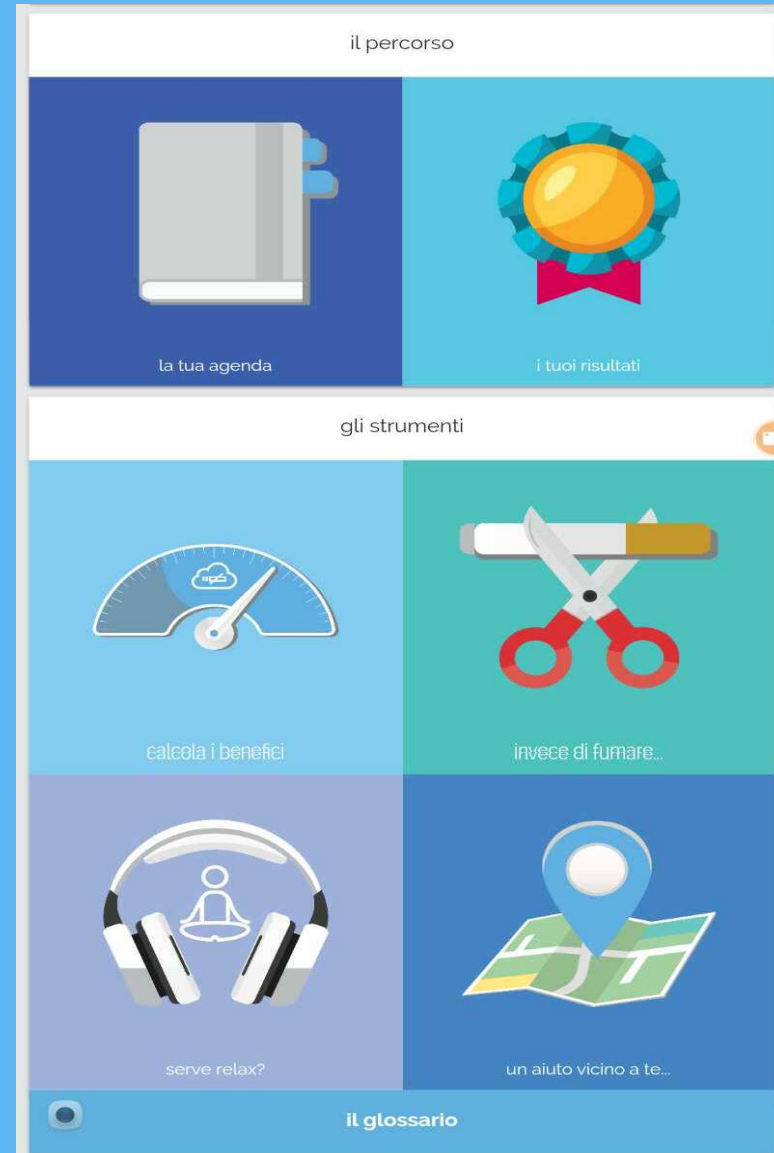 il percorso
la tua agenda
i tuoi risultati
gli strumenti
calcola i benefici
invece di fumare...
serve relax?
un aiuto vicino a te...
il glossario